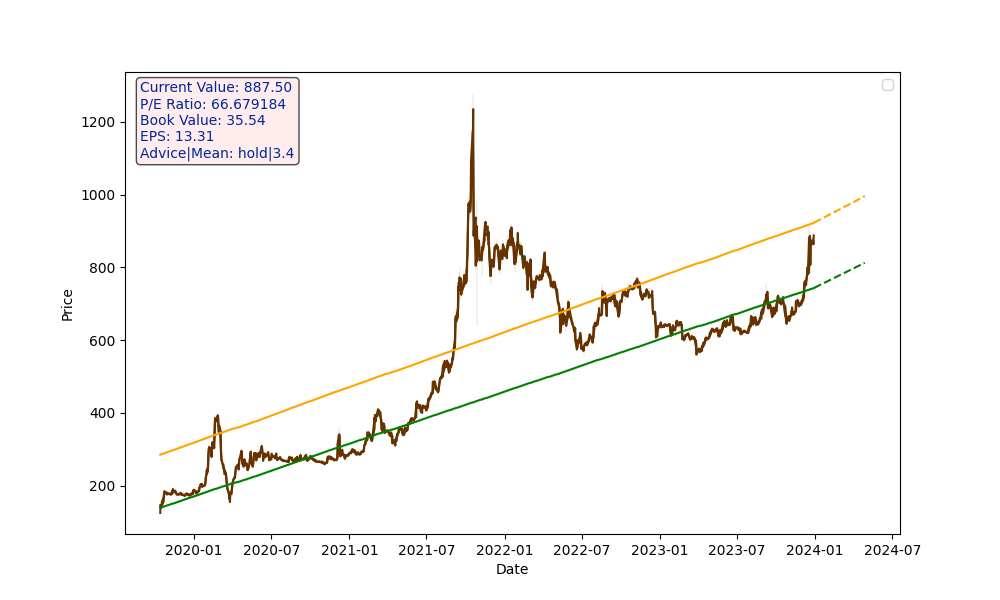 Current Value: 887.50
P/E Ratio: 66.679184
Book Value: 35.54
EPS: 13.31
Advice|Mean: hold|3.4
1200
1000
800
600
400
200
Price
2020-01 2020-07 2021-01 2021-07 2022-01 2022-07 2023-01 2023-07 2024-01 2024-07
Date